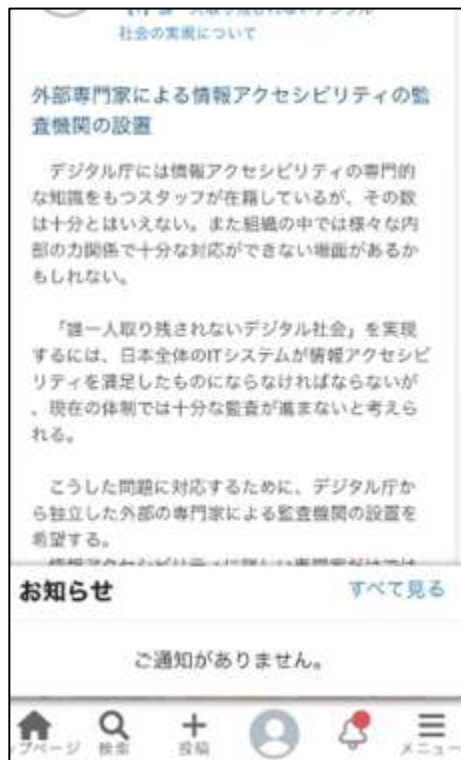 社会の実現について
外部専門家による情報アクセシビリティの監
査機関の設置
デジタル庁には情報アクセシビリティの専門的
な知識をもつスタッフが在籍しているが、その数
は十分とはいえない。また組織の中では様々な内
部の力関係で十分な対応ができない場面があるか
もしれない。
「誰一人取り残されないデジタル社会」を実現
するには、日本全体のITシステムが情報アクセシビ
リティを満足したものにならなければならないが
、現在の体制では十分な監査が進まないと考えら
れる。
こうした問題に対応するために、デジタル庁か
ら独立した外部の専門家による監査機関の設置を
希望する。
お知らせ すべて見る
ご通知がありません。
ップページ 検索 投稿 メニュー